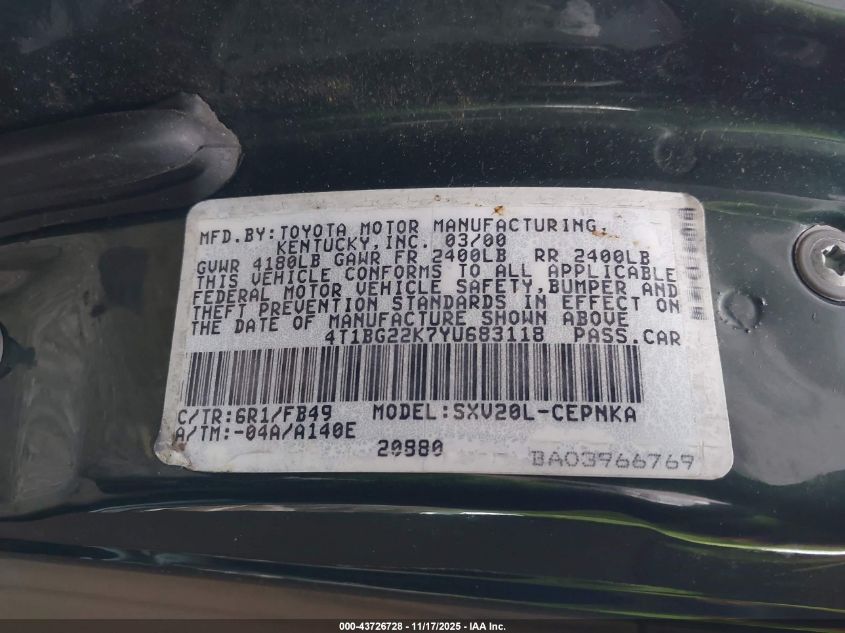 MFD.BY:TOYOTA MOTOR MANUFACTURING,
KENTUCKY,INC. 03/00
GVWR 4180LB GAWR FR 2400LB RR 2400LB
THIS VEHICLE CONFORMS TO ALL APPLICABLE
FEDERAL MOTOR VEHICLE SAFETY,BUMPER AND
THEFT PREVENTION STANDARDS IN EFFECT ON
THE DATE OF MANUFACTURE SHOWN ABOVE
4T1BG22K7YU683118 PASS.CAR
C/TR:6R1/FB49 MODEL:SXV20L-CEPNKA
A/TM:-04A/A140E
20980
BA03966769
000-43726728 - 11/17/2025 - IAA Inc.